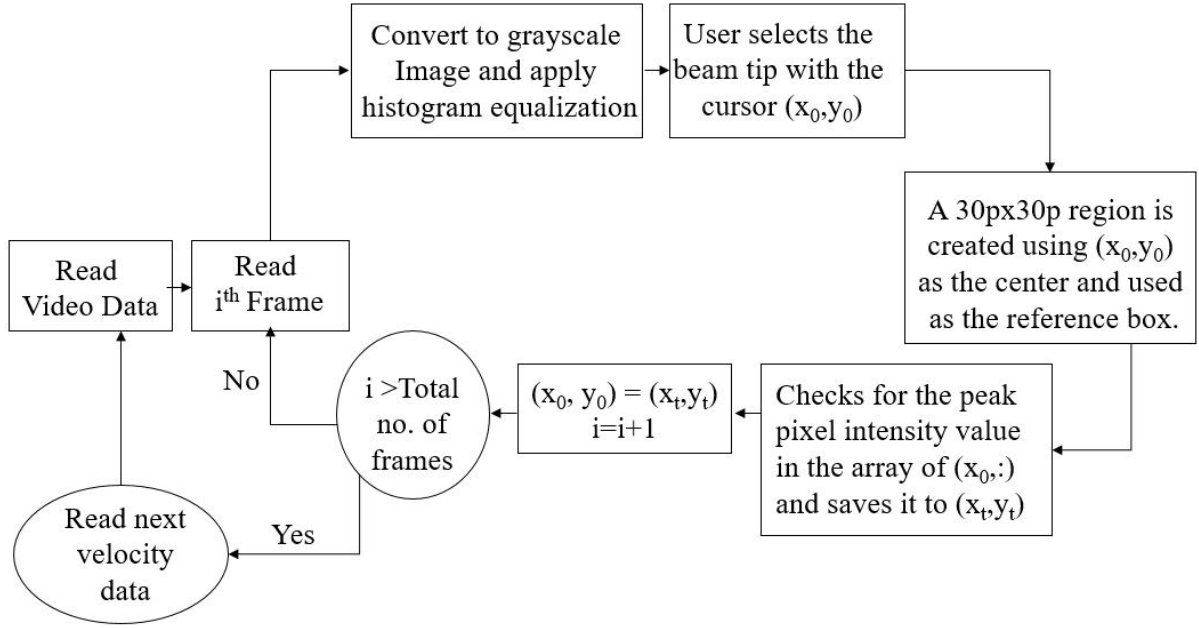 Convert to grayscale
Image and apply
histogram equalization
User selects the
beam tip with the
cursor (x₀,y₀)
A 30px30p region is
created using (x₀,y₀)
as the center and used
as the reference box.
Read
Video Data
Read
iᵗʰ Frame
No
i >Total
no. of
frames
(x₀, y₀) = (xₜ,yₜ)
i=i+1
Checks for the peak
pixel intensity value
in the array of (x₀,:)
and saves it to (xₜ,yₜ)
Read next
velocity
data
Yes